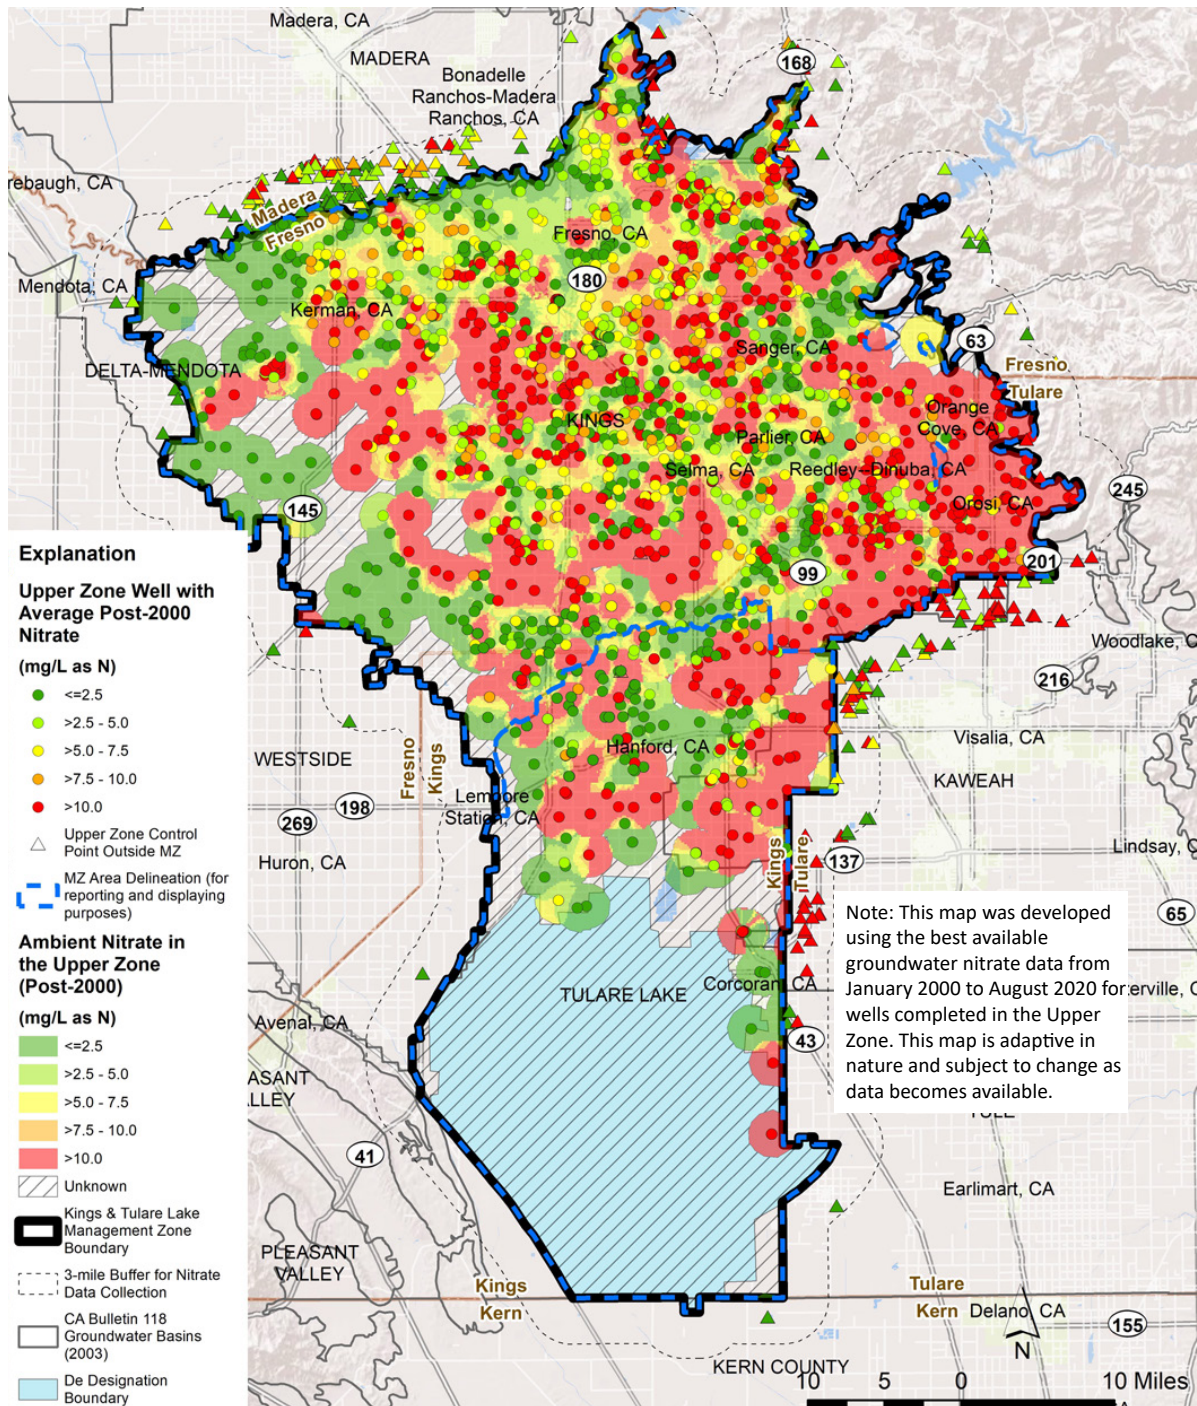 Madera, CA
MADERA
168
Bonadelle
Ranchos-Madera
Ranchos, CA
rebaugh, CA
Madera
Fresno
Fresno, CA
180
Mendota, CA
Kerman, CA
Sanger, CA
63
DELTA-MENDOTA
Fresno
Tulare
Orange
Cove, CA
KINGS
Parlier, CA
Selma, CA
Reedley--Dinuba, CA
245
Orosi, CA
145
201
99
Woodlake, C
216
Visalia, CA
Hanford, CA
WESTSIDE
Fresno
Kings
KAWEAH
Lemoore
Station, CA
198
269
Huron, CA
Lindsay, C
137
Kings
Tulare
65
Corcoran, CA
TULARE LAKE
terville, C
43
Avenal, CA
ASANT
LLEY
41
Earlimart, CA
PLEASANT
VALLEY
Kings
Kern
Tulare
Kern
Delano, CA
155
N
KERN COUNTY
10 5 0 10 Miles
Explanation
Upper Zone Well with
Average Post-2000
Nitrate
(mg/L as N)
<=2.5
>2.5 - 5.0
>5.0 - 7.5
>7.5 - 10.0
>10.0
Upper Zone Control
Point Outside MZ
MZ Area Delineation (for
reporting and displaying
purposes)
Ambient Nitrate in
the Upper Zone
(Post-2000)
(mg/L as N)
<=2.5
>2.5 - 5.0
>5.0 - 7.5
>7.5 - 10.0
>10.0
Unknown
Kings & Tulare Lake
Management Zone
Boundary
3-mile Buffer for Nitrate
Data Collection
CA Bulletin 118
Groundwater Basins
(2003)
De Designation
Boundary
Note: This map was developed
using the best available
groundwater nitrate data from
January 2000 to August 2020 for
wells completed in the Upper
Zone. This map is adaptive in
nature and subject to change as
data becomes available.